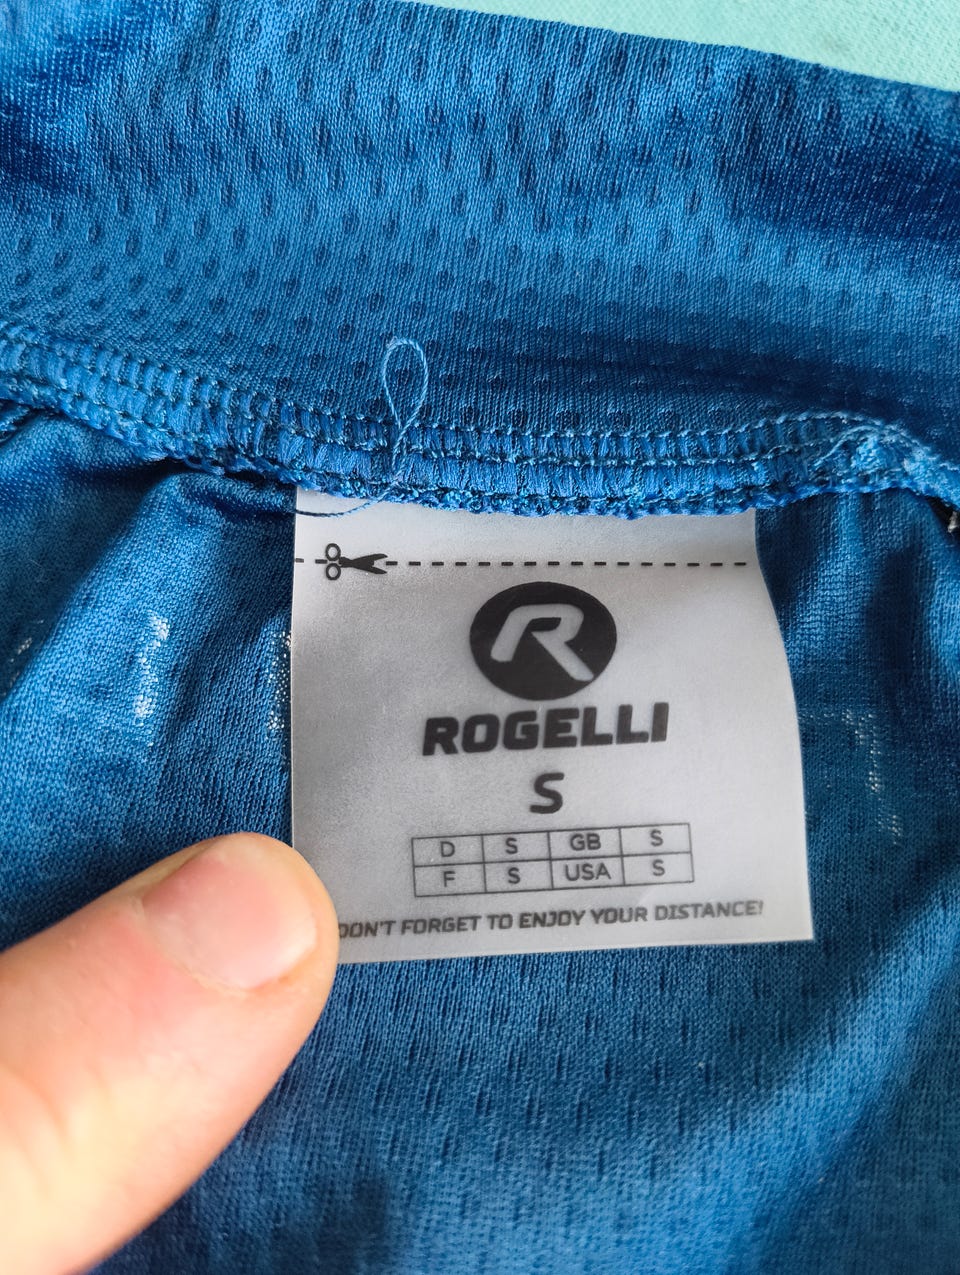 R
ROGELLI
S
D S GB S
F S USA S
DON'T FORGET TO ENJOY YOUR DISTANCE!